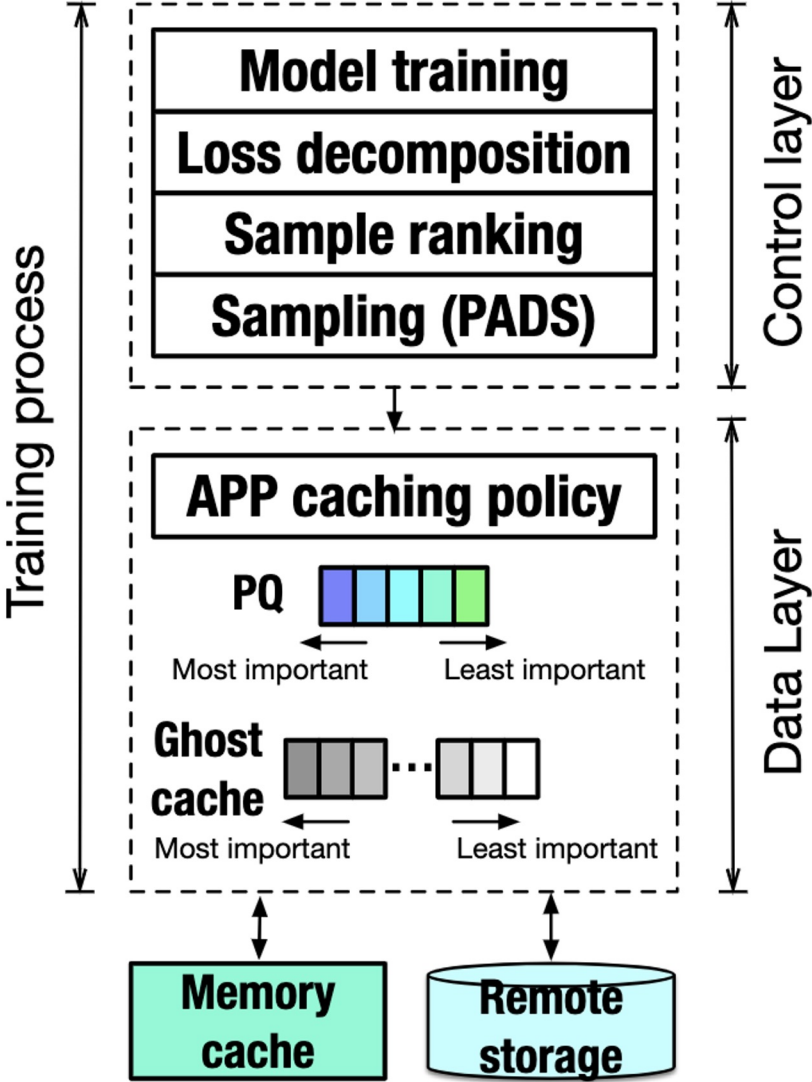 Model training
Loss decomposition
Sample ranking
Sampling (PADS)
Control layer
Training process
APP caching policy
PQ
Most important
Least important
Ghost
cache
...
Most important
Least important
Data Layer
Memory
cache
Remote
storage